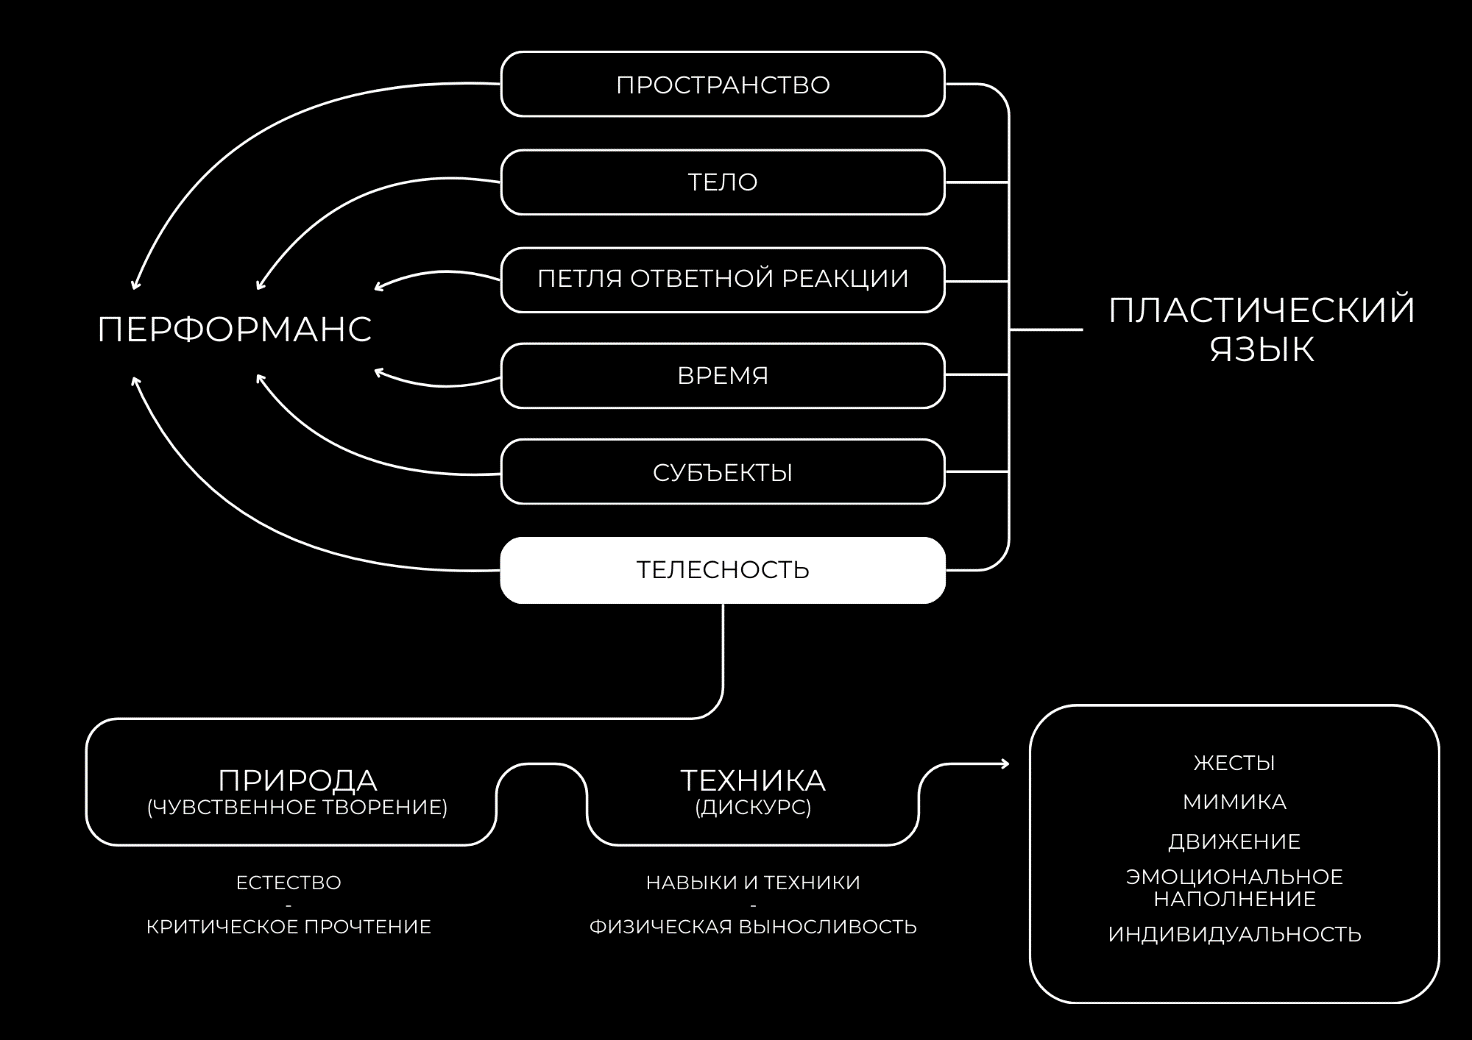 ПРОСТРАНСТВО
ТЕЛО
ПЕТЛЯ ОТВЕТНОЙ РЕАКЦИИ
ПЕРФОРМАНС
ПЛАСТИЧЕСКИЙ
ЯЗЫК
ВРЕМЯ
СУБЪЕКТЫ
ТЕЛЕСНОСТЬ
ПРИРОДА
(ЧУВСТВЕННОЕ ТВОРЕНИЕ)
ЕСТЕСТВО
-
КРИТИЧЕСКОЕ ПРОЧТЕНИЕ
ТЕХНИКА
(ДИСКУРС)
НАВЫКИ И ТЕХНИКИ
-
ФИЗИЧЕСКАЯ ВЫНОСЛИВОСТЬ
ЖЕСТЫ
МИМИКА
ДВИЖЕНИЕ
ЭМОЦИОНАЛЬНОЕ
НАПОЛНЕНИЕ
ИНДИВИДУАЛЬНОСТЬ